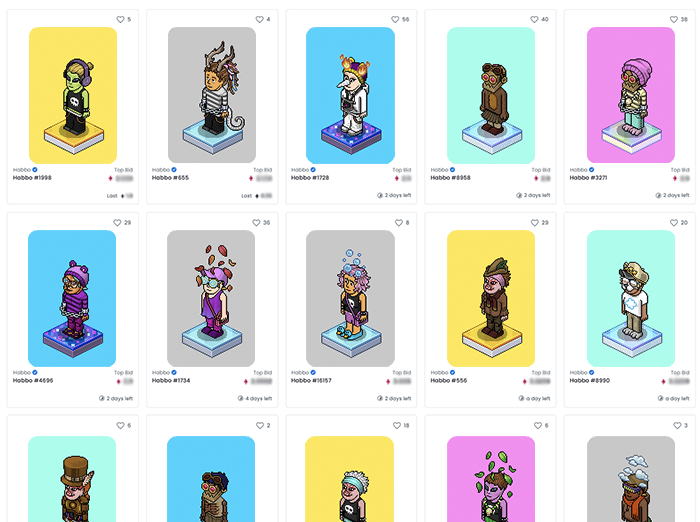 5
4
56
40
38
Habbo Top Bid
Habbo #1998
Last
Habbo Top Bid
Habbo #655
Last
Habbo Top Bid
Habbo #1728
2 days left
Habbo Top Bid
Habbo #8958
2 days left
Habbo Top Bid
Habbo #3271
2 days left
29
36
8
29
20
Habbo Top Bid
Habbo #4696
2 days left
Habbo Top Bid
Habbo #1734
4 days left
Habbo Top Bid
Habbo #16157
2 days left
Habbo Top Bid
Habbo #556
a day left
Habbo Top Bid
Habbo #8990
a day left
6
2
18
6
3